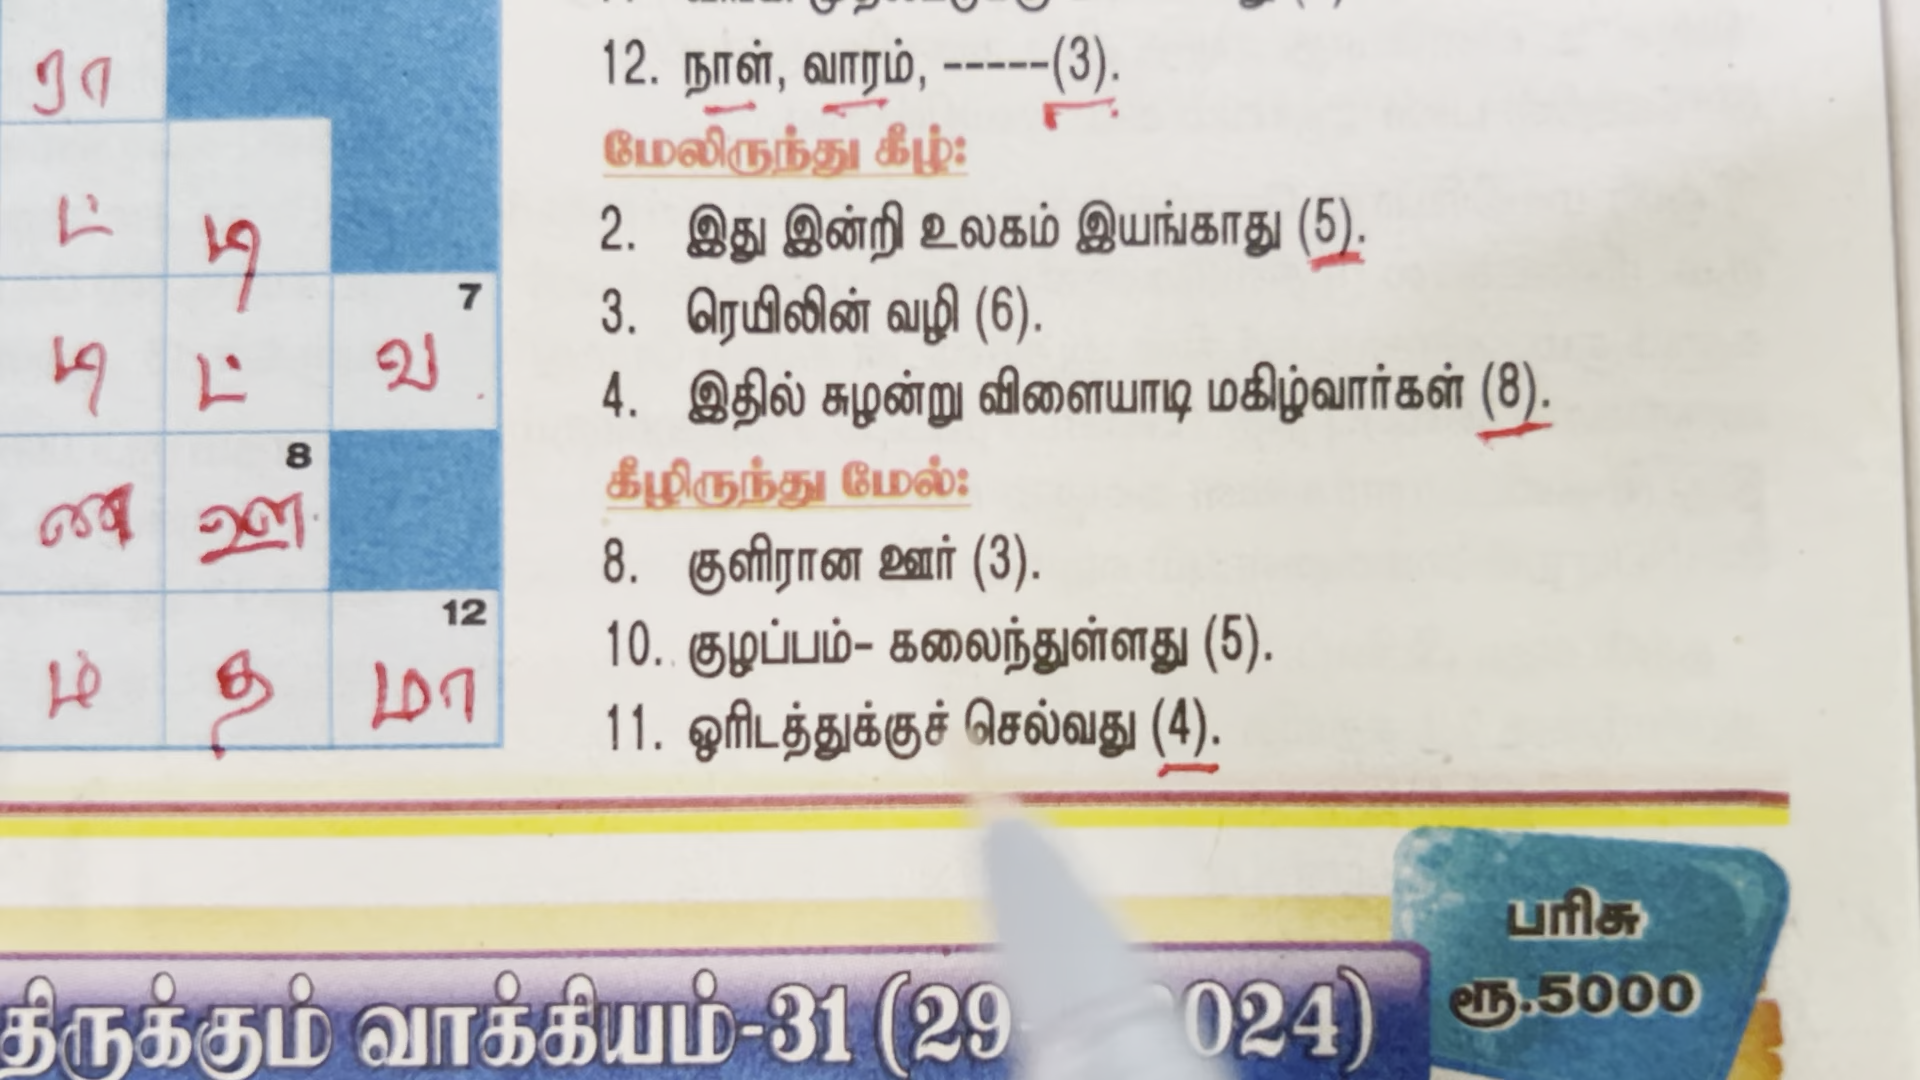 ரா
ட் டி
7
டி ட் வ
8
ண ஊ
12
ம் த மா
12. நாள், வாரம், -----(3).
மேலிருந்து கீழ்:
2. இது இன்றி உலகம் இயங்காது (5).
3. ரெயிலின் வழி (6).
4. இதில் சுழன்று விளையாடி மகிழ்வார்கள் (8).
கீழிருந்து மேல்:
8. குளிரான ஊர் (3).
10. குழப்பம்- கலைந்துள்ளது (5).
11. ஓரிடத்துக்குச் செல்வது (4).
பரிசு
ரூ.5000
திருக்கும் வாக்கியம்-31 (29 024)